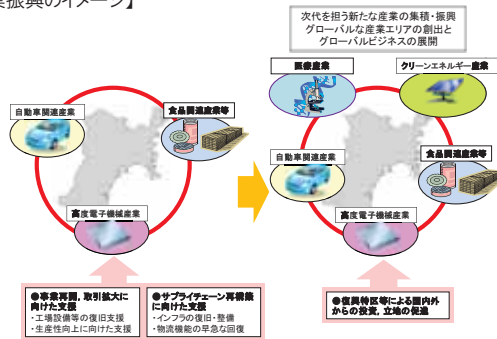 業振興のイメージ】
次代を担う新たな産業の集積・振興
グローバルな産業エリアの創出と
グローバルビジネスの展開
医療産業
クリーンエネルギー産業
自動車関連産業
食品関連産業等
高度電子機械産業
自動車関連産業
食品関連産業等
高度電子機械産業
●事業再開，取引拡大に
向けた支援
・工場設備等の復旧支援
・生産性向上に向けた支援
●サプライチェーン再構築
に向けた支援
・インフラの復旧・整備
・物流機能の早急な回復
●復興特区等による国内外
からの投資，立地の促進